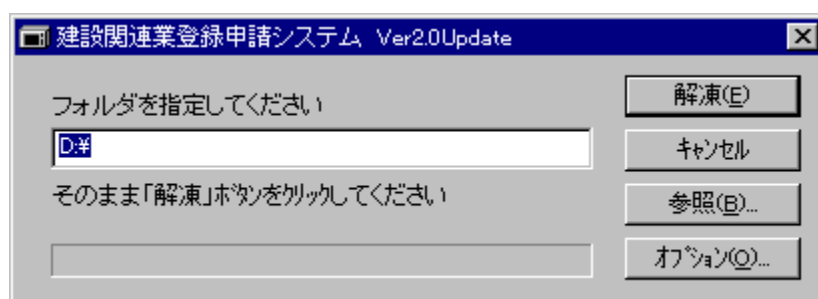 建設関連業登録申請システム Ver2.0Update
フォルダを指定してください
D:¥
そのまま「解凍」ﾎﾞﾀﾝをｸﾘｯｸしてください
解凍(E)
ｷｬﾝｾﾙ
参照(B)...
ｵﾌﾟｼｮﾝ(O)...